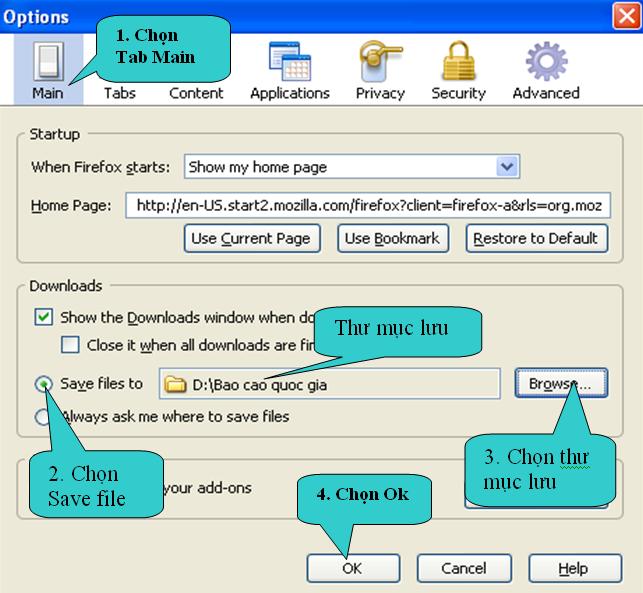 Options
1. Chọn
Tab Main
Main Tabs Content Applications Privacy Security Advanced
Startup
When Firefox starts: Show my home page
Home Page: http://en-US.start2.mozilla.com/firefox?client=firefox-a&rls=org.moz
Use Current Page Use Bookmark Restore to Default
Downloads
Show the Downloads window when do
Thư mục lưu
Close it when all downloads are fin
Save files to D:\Bao cao quoc gia Browse...
Always ask me where to save files
2. Chọn
Save file
3. Chọn thư
mục lưu
your add-ons
4. Chọn Ok
OK Cancel Help